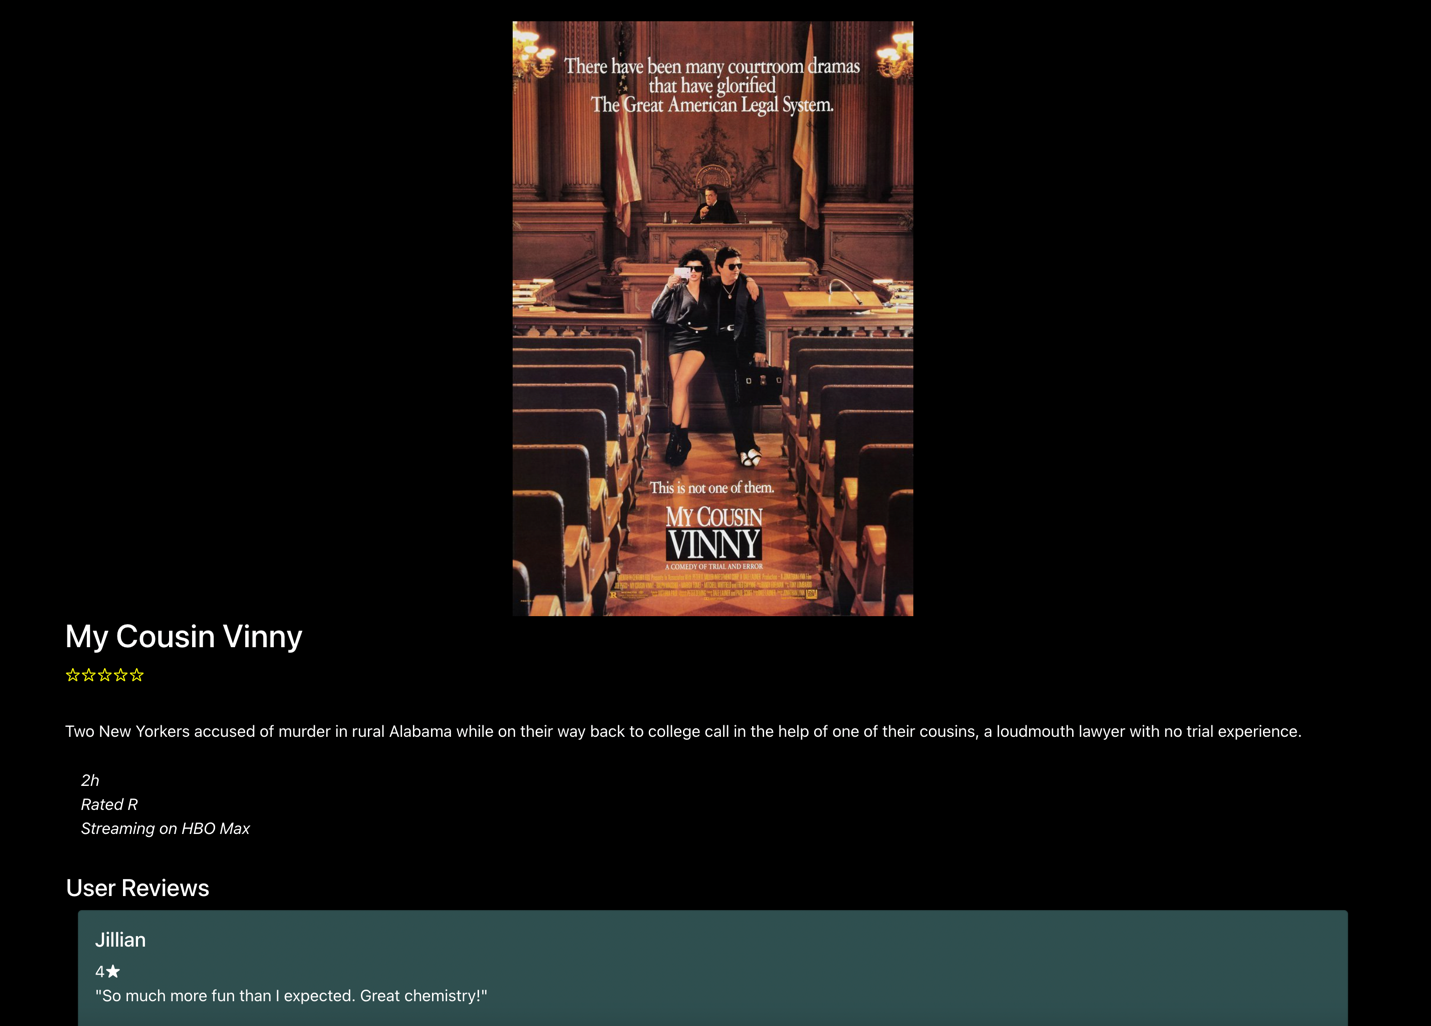 There have been many courtroom dramas
that have glorified
The Great American Legal System.
This is not one of them.
MY COUSIN
VINNY
A COMEDY OF TRIAL AND ERROR
My Cousin Vinny
☆☆☆☆☆
Two New Yorkers accused of murder in rural Alabama while on their way back to college call in the help of one of their cousins, a loudmouth lawyer with no trial experience.
2h
Rated R
Streaming on HBO Max
User Reviews
Jillian
4★
"So much more fun than I expected. Great chemistry!"